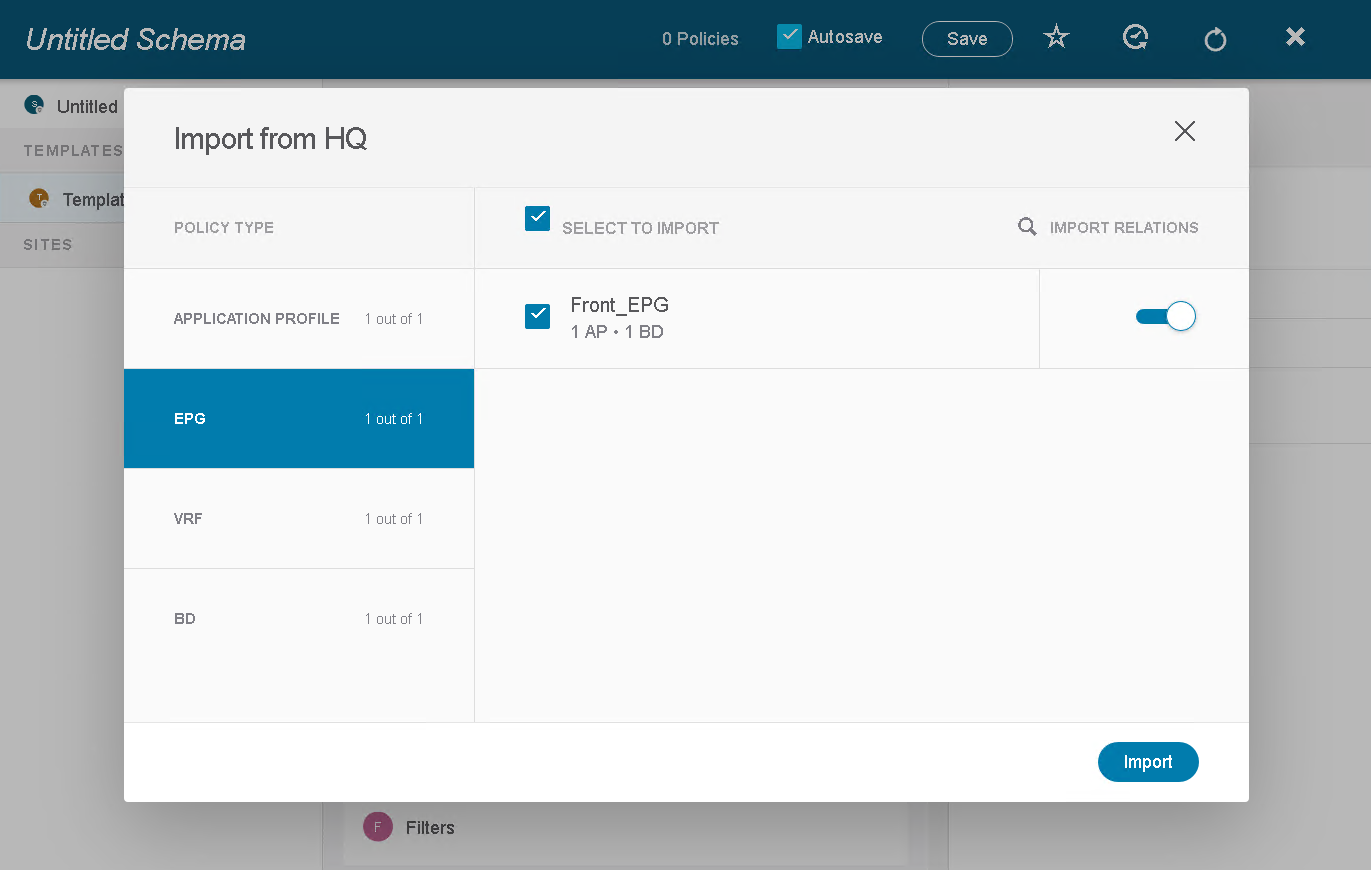 Untitled Schema
0 Policies
Autosave
Save
S
Untitled
TEMPLATES
T
Templat
SITES
Import from HQ
POLICY TYPE
SELECT TO IMPORT
IMPORT RELATIONS
APPLICATION PROFILE 1 out of 1
Front_EPG
1 AP • 1 BD
EPG 1 out of 1
VRF 1 out of 1
BD 1 out of 1
Import
F
Filters